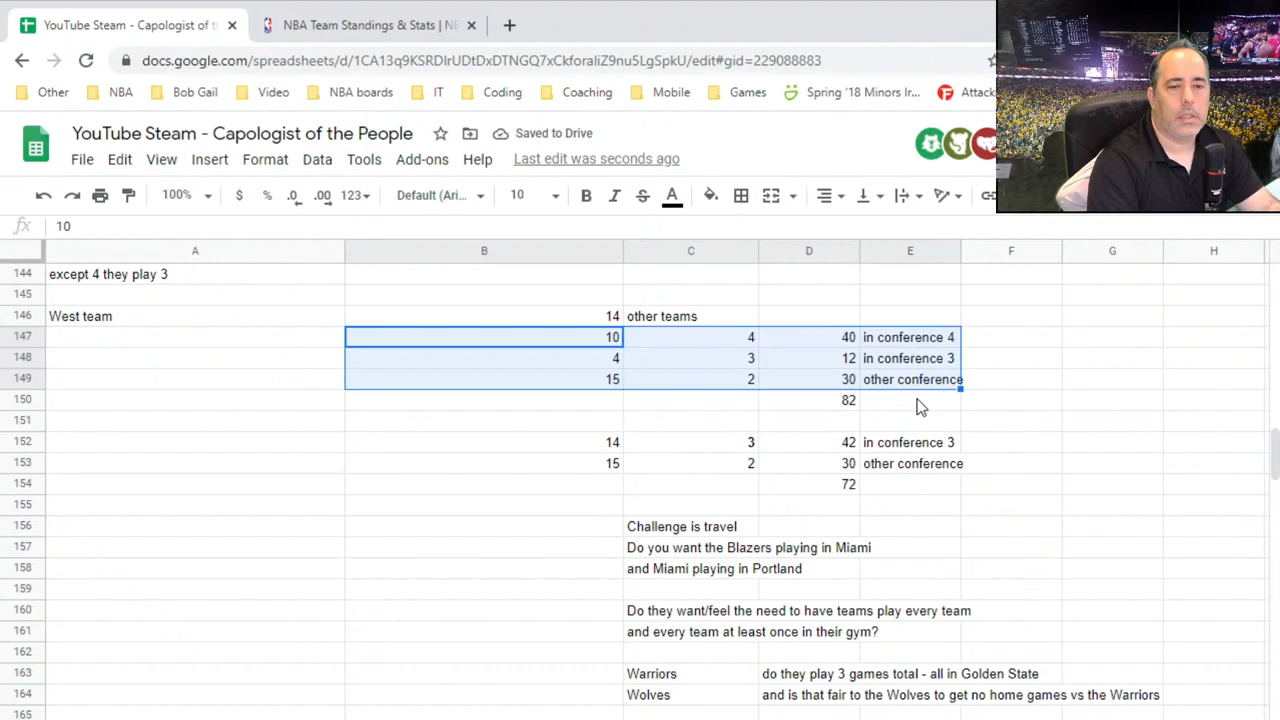 YouTube Steam - Capologist of t
NBA Team Standings & Stats | NB
docs.google.com/spreadsheets/d/1CA13q9KSRDIrUDtDxDTNGQ7xCkforaliZ9nu5LgSpkU/edit#gid=229088883
Other NBA Bob Gail Video NBA boards IT Coding Coaching Mobile Games Spring '18 Minors Ir... Attack
YouTube Steam - Capologist of the People Saved to Drive
File Edit View Insert Format Data Tools Add-ons Help Last edit was seconds ago
100% $ % .0 .00 123 Default (Ari... 10 B I S A
fx 10
A B C D E F G H
144 except 4 they play 3
145
146 West team 14 other teams
147 10 4 40 in conference 4
148 4 3 12 in conference 3
149 15 2 30 other conference
150 82
151
152 14 3 42 in conference 3
153 15 2 30 other conference
154 72
155
156 Challenge is travel
157 Do you want the Blazers playing in Miami
158 and Miami playing in Portland
159
160 Do they want/feel the need to have teams play every team
161 and every team at least once in their gym?
162
163 Warriors do they play 3 games total - all in Golden State
164 Wolves and is that fair to the Wolves to get no home games vs the Warriors
165